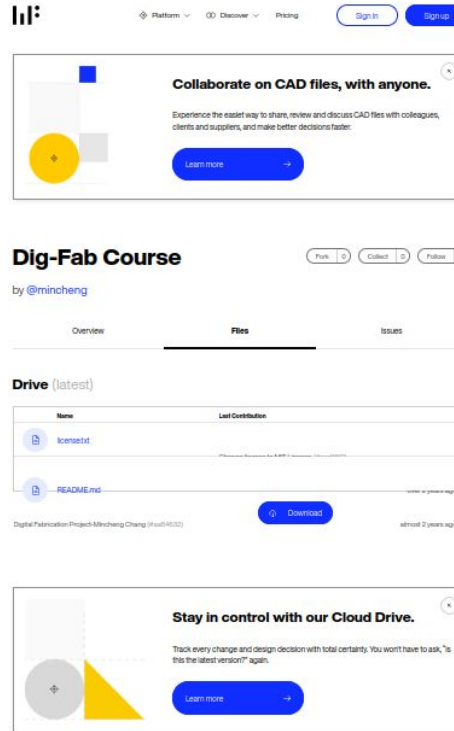 Platform Discover Pricing Sign in Sign up
Collaborate on CAD files, with anyone.
Experience the easiet way to share, review and discuss CAD files with colleagues,
clients and suppliers, and make better decisions faster.
Learn more
Dig-Fab Course
Fork 0 Collect 0 Follow
by @mincheng
Overview Files Issues
Drive (latest)
Name Last Contribution
license.txt
README.md
Download
Digital Fabrication Project-Mincheng Chang almost 2 years ago
Stay in control with our Cloud Drive.
Track every change and design decision with total certainty. You won't have to ask, "is
this the latest version?" again.
Learn more